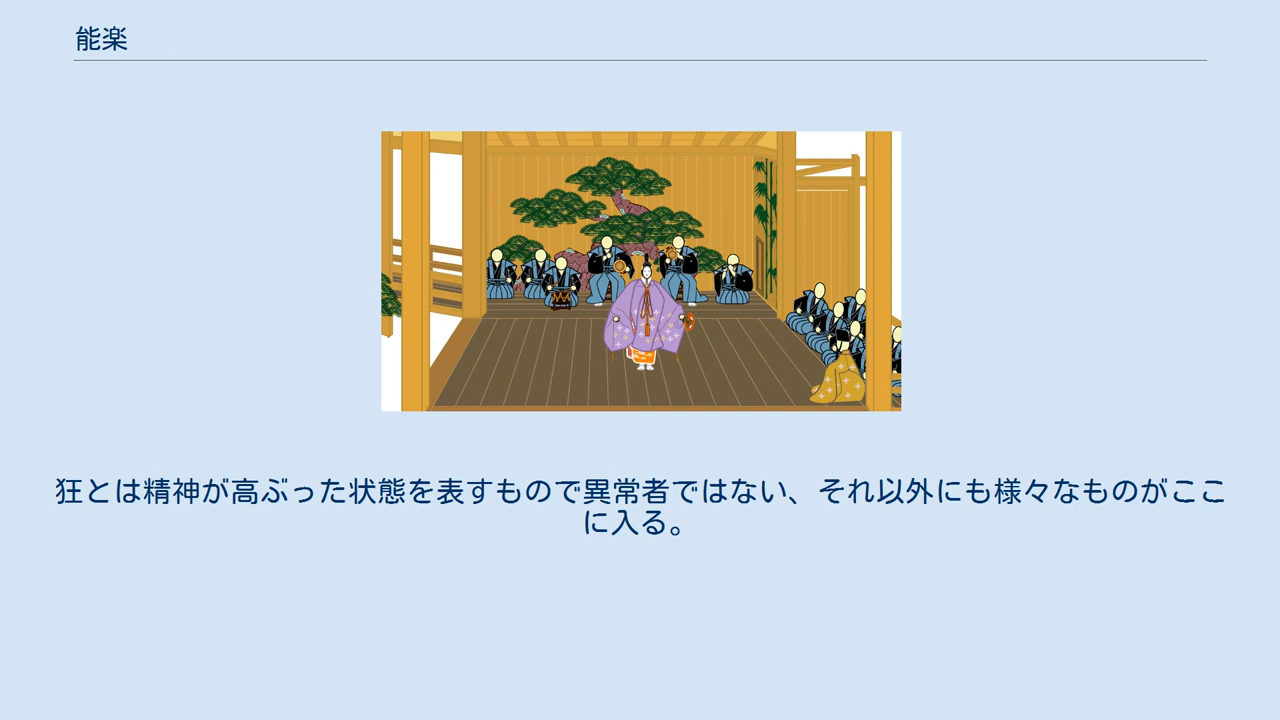 能楽
狂とは精神が高ぶった状態を表すもので異常者ではない、それ以外にも様々なものがここ
に入る。